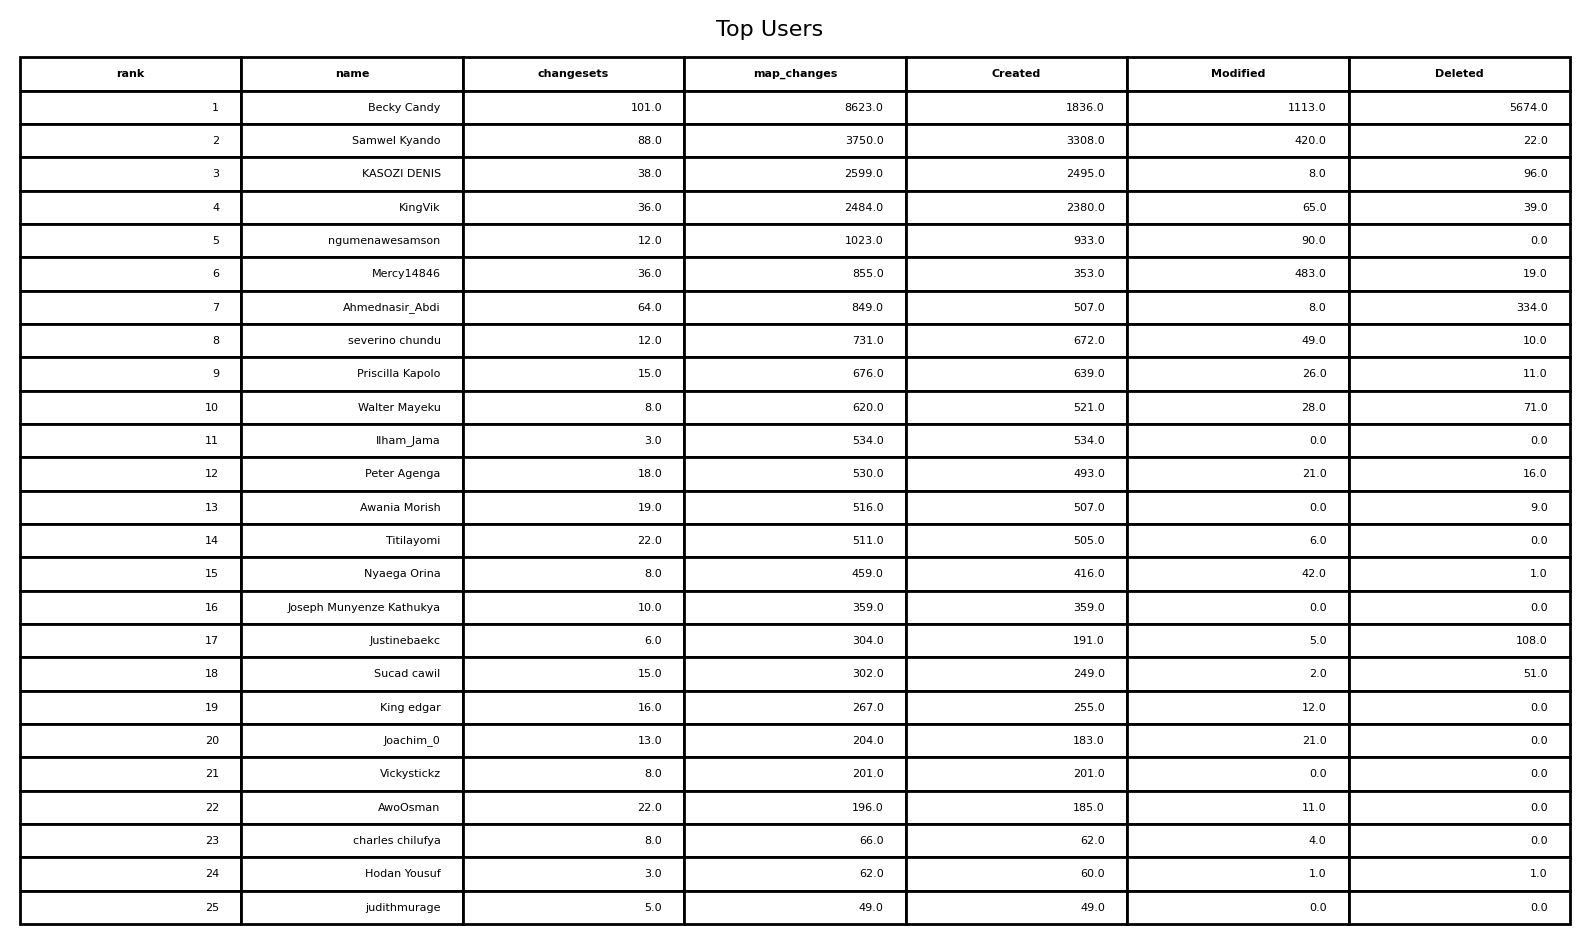 Top Users
rank name changesets map_changes Created Modified Deleted
1 Becky Candy 101.0 8623.0 1836.0 1113.0 5674.0
2 Samwel Kyando 88.0 3750.0 3308.0 420.0 22.0
3 KASOZI DENIS 38.0 2599.0 2495.0 8.0 96.0
4 KingVik 36.0 2484.0 2380.0 65.0 39.0
5 ngumenawesamson 12.0 1023.0 933.0 90.0 0.0
6 Mercy14846 36.0 855.0 353.0 483.0 19.0
7 Ahmednasir_Abdi 64.0 849.0 507.0 8.0 334.0
8 severino chundu 12.0 731.0 672.0 49.0 10.0
9 Priscilla Kapolo 15.0 676.0 639.0 26.0 11.0
10 Walter Mayeku 8.0 620.0 521.0 28.0 71.0
11 Ilham_Jama 3.0 534.0 534.0 0.0 0.0
12 Peter Agenga 18.0 530.0 493.0 21.0 16.0
13 Awania Morish 19.0 516.0 507.0 0.0 9.0
14 Titilayomi 22.0 511.0 505.0 6.0 0.0
15 Nyaega Orina 8.0 459.0 416.0 42.0 1.0
16 Joseph Munyenze Kathukya 10.0 359.0 359.0 0.0 0.0
17 Justinebaekc 6.0 304.0 191.0 5.0 108.0
18 Sucad cawil 15.0 302.0 249.0 2.0 51.0
19 King edgar 16.0 267.0 255.0 12.0 0.0
20 Joachim_0 13.0 204.0 183.0 21.0 0.0
21 Vickystickz 8.0 201.0 201.0 0.0 0.0
22 AwoOsman 22.0 196.0 185.0 11.0 0.0
23 charles chilufya 8.0 66.0 62.0 4.0 0.0
24 Hodan Yousuf 3.0 62.0 60.0 1.0 1.0
25 judithmurage 5.0 49.0 49.0 0.0 0.0